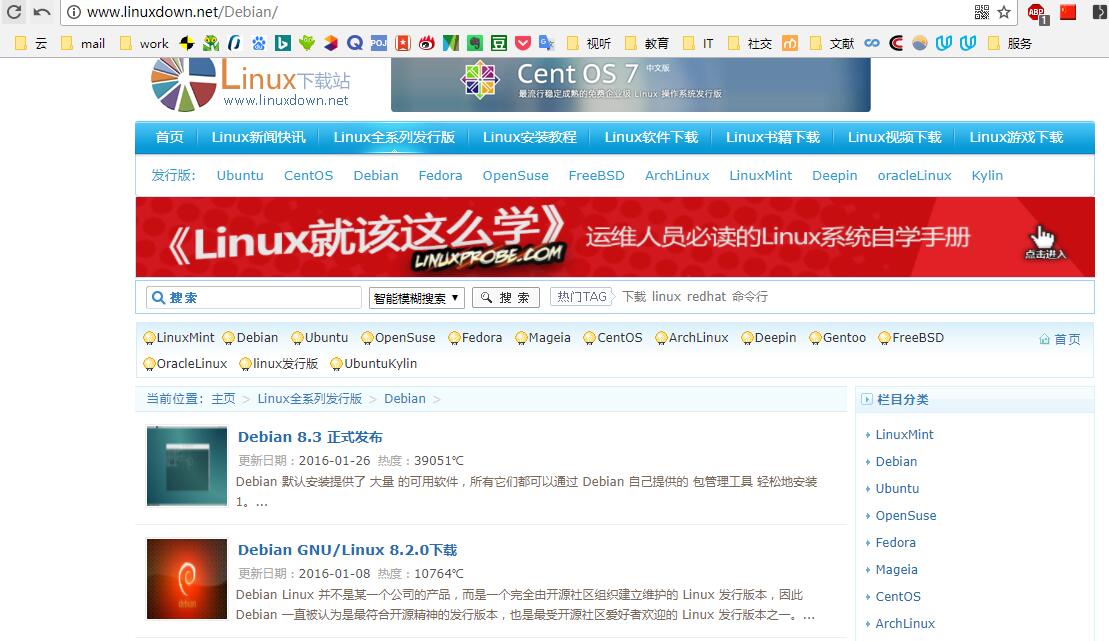 www.linuxdown.net/Debian/
ABP
1
云 mail work POJ 视听 教育 IT 社交 文献 服务
Linux下载站
www.linuxdown.net
Cent OS 7 中文版
最流行稳定成熟的免费企业级 Linux 操作系统发行版
首页 Linux新闻快讯 Linux全系列发行版 Linux安装教程 Linux软件下载 Linux书籍下载 Linux视频下载 Linux游戏下载
发行版: Ubuntu CentOS Debian Fedora OpenSuse FreeBSD ArchLinux LinuxMint Deepin oracleLinux Kylin
《Linux就该这么学》 运维人员必读的Linux系统自学手册
LINUXPROBE.COM 点击进入
搜索 智能模糊搜索 搜 索 热门TAG 下载 linux redhat 命令行
LinuxMint Debian Ubuntu OpenSuse Fedora Mageia CentOS ArchLinux Deepin Gentoo FreeBSD 首页
OracleLinux linux发行版 UbuntuKylin
当前位置: 主页 > Linux全系列发行版 > Debian >
Debian 8.3 正式发布
更新日期：2016-01-26 热度：39051℃
Debian 默认安装提供了 大量 的可用软件，所有它们都可以通过 Debian 自己提供的 包管理工具 轻松地安装
1。...
Debian GNU/Linux 8.2.0下载
更新日期：2016-01-08 热度：10764℃
Debian Linux 并不是某一个公司的产品，而是一个完全由开源社区组织建立维护的 Linux 发行版本，因此
Debian 一直被认为是最符合开源精神的发行版本，也是最受开源社区爱好者欢迎的 Linux 发行版本之一。...
debian
栏目分类
LinuxMint
Debian
Ubuntu
OpenSuse
Fedora
Mageia
CentOS
ArchLinux